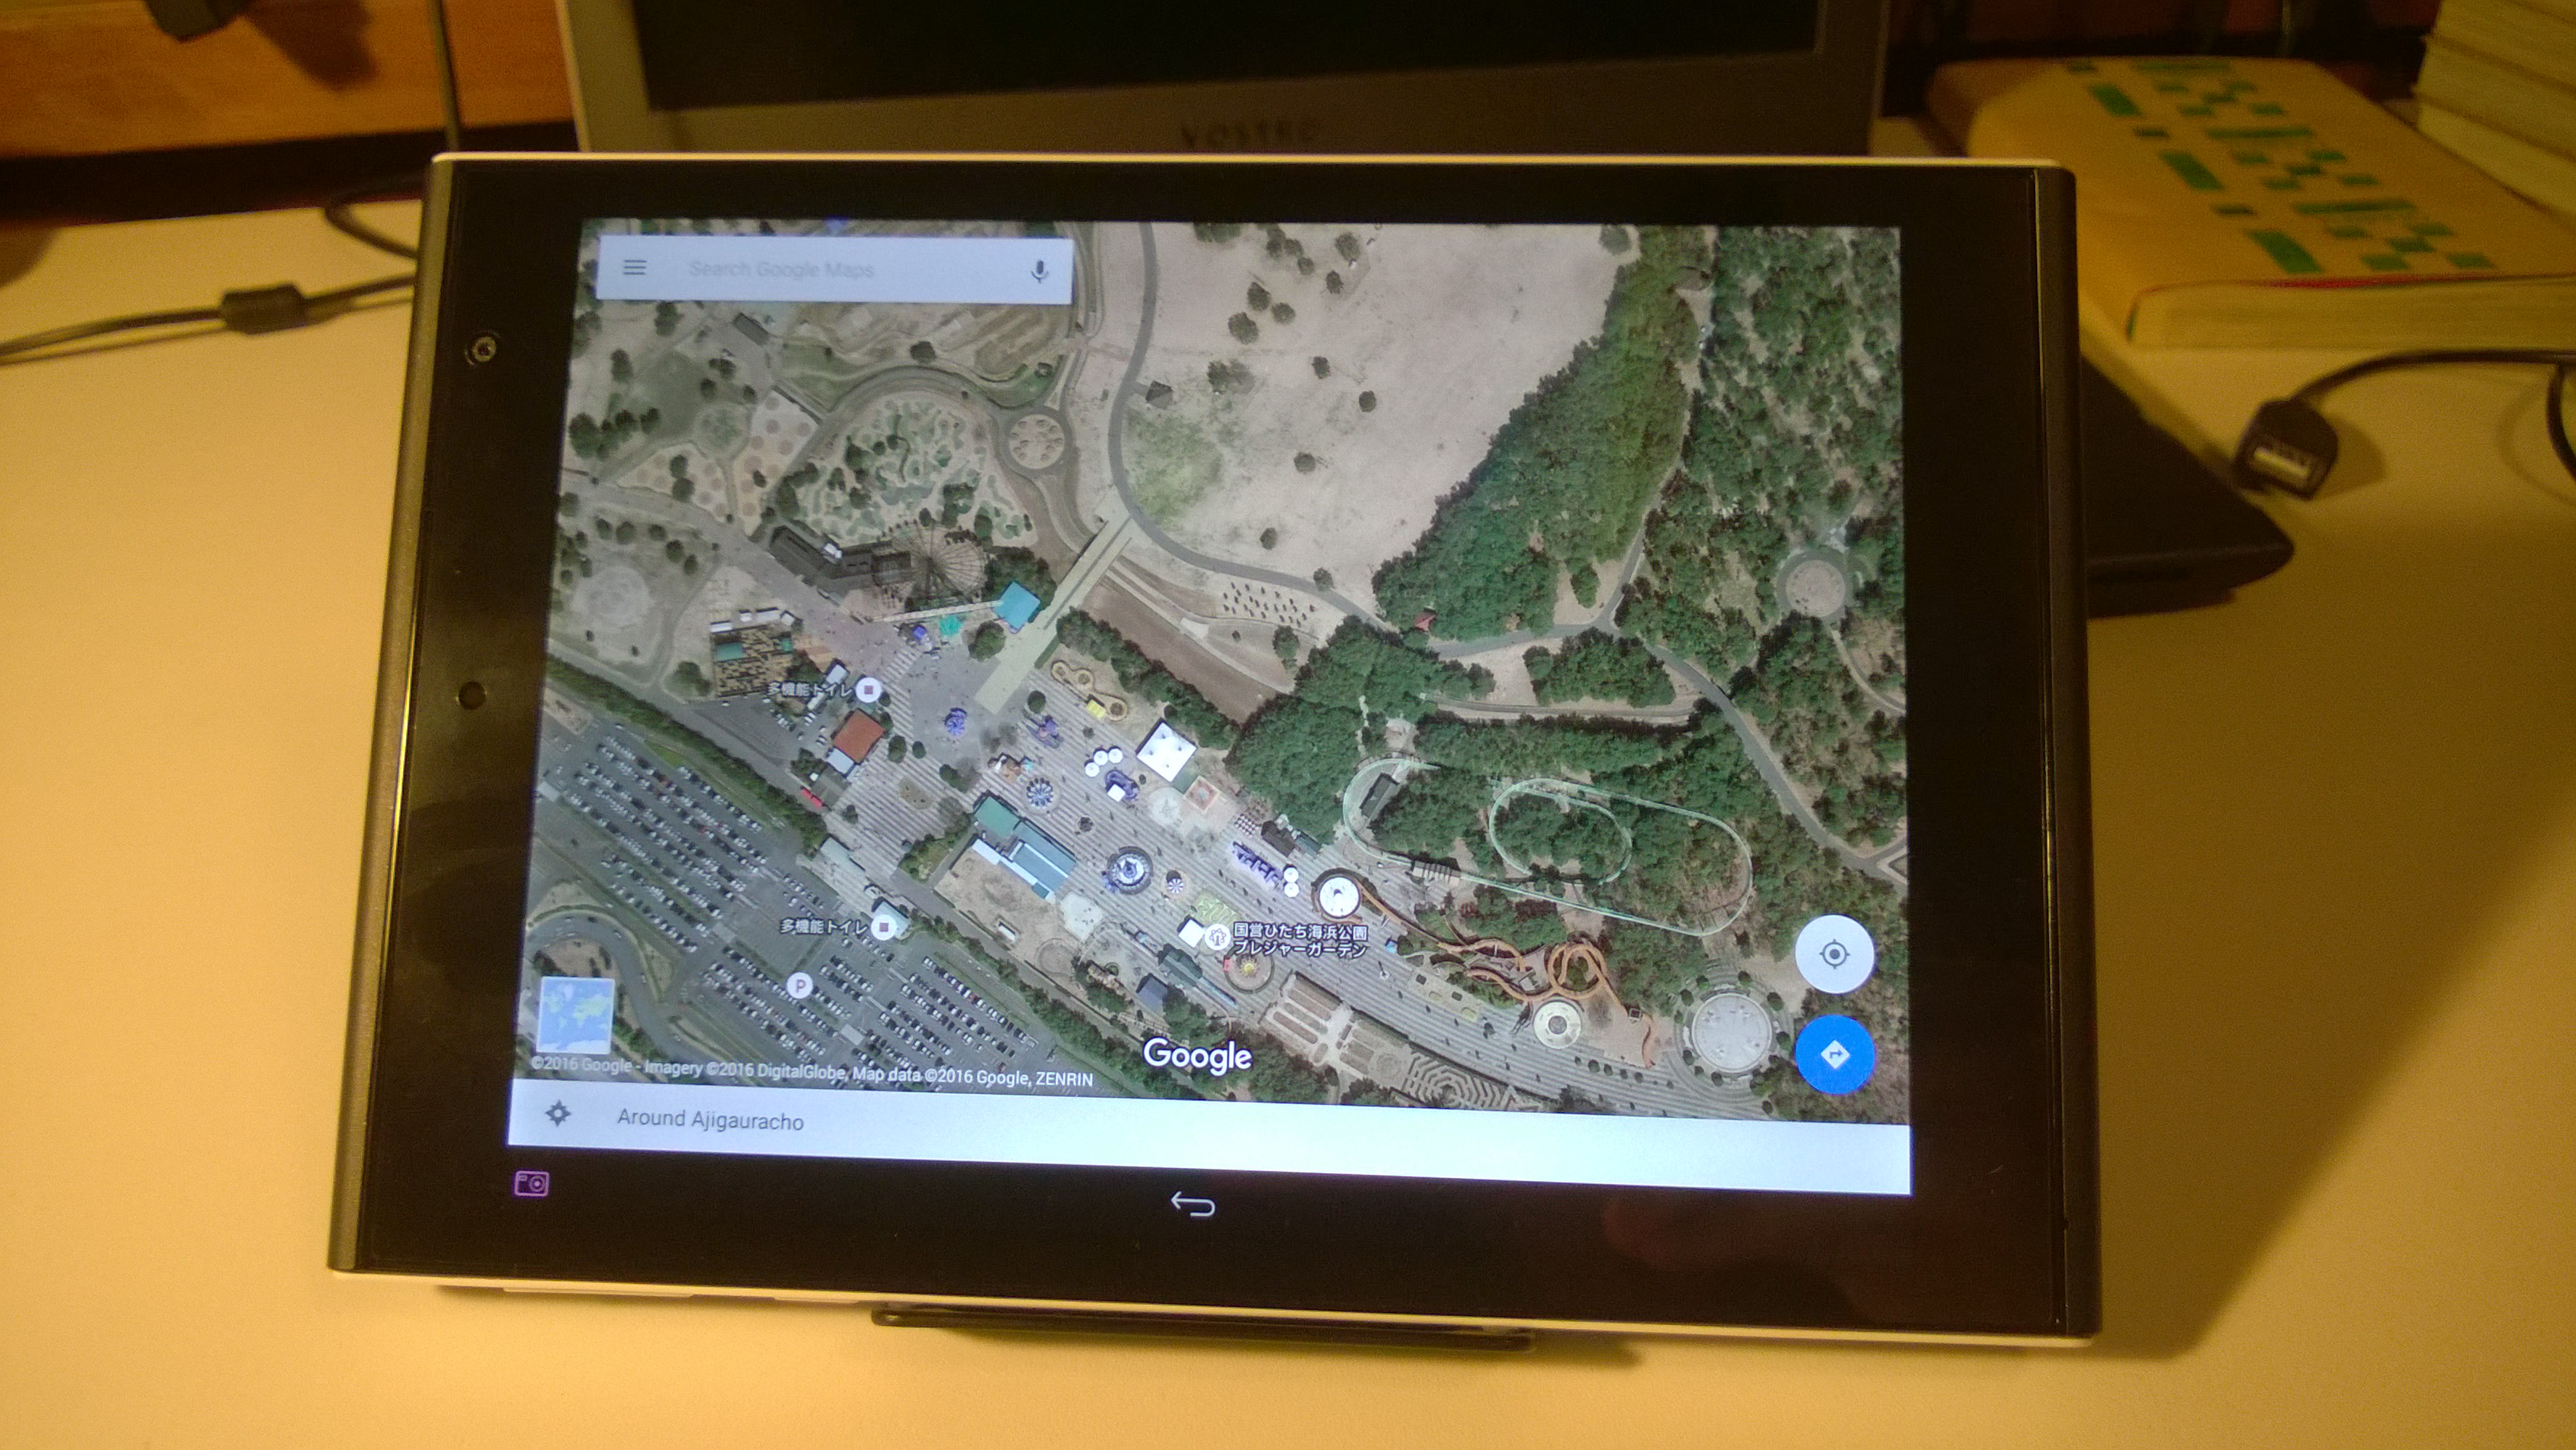 VOSTRO
Search Google Maps
多機能トイレ
多機能トイレ
国営ひたち海浜公園
プレジャーガーデン
P
Google
©2016 Google - Imagery ©2016 DigitalGlobe, Map data ©2016 Google, ZENRIN
Around Ajigauracho